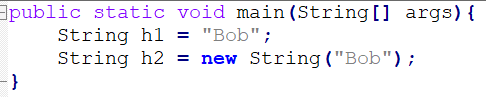 public static void main(String[] args){
    String h1 = "Bob";
    String h2 = new String("Bob");
}